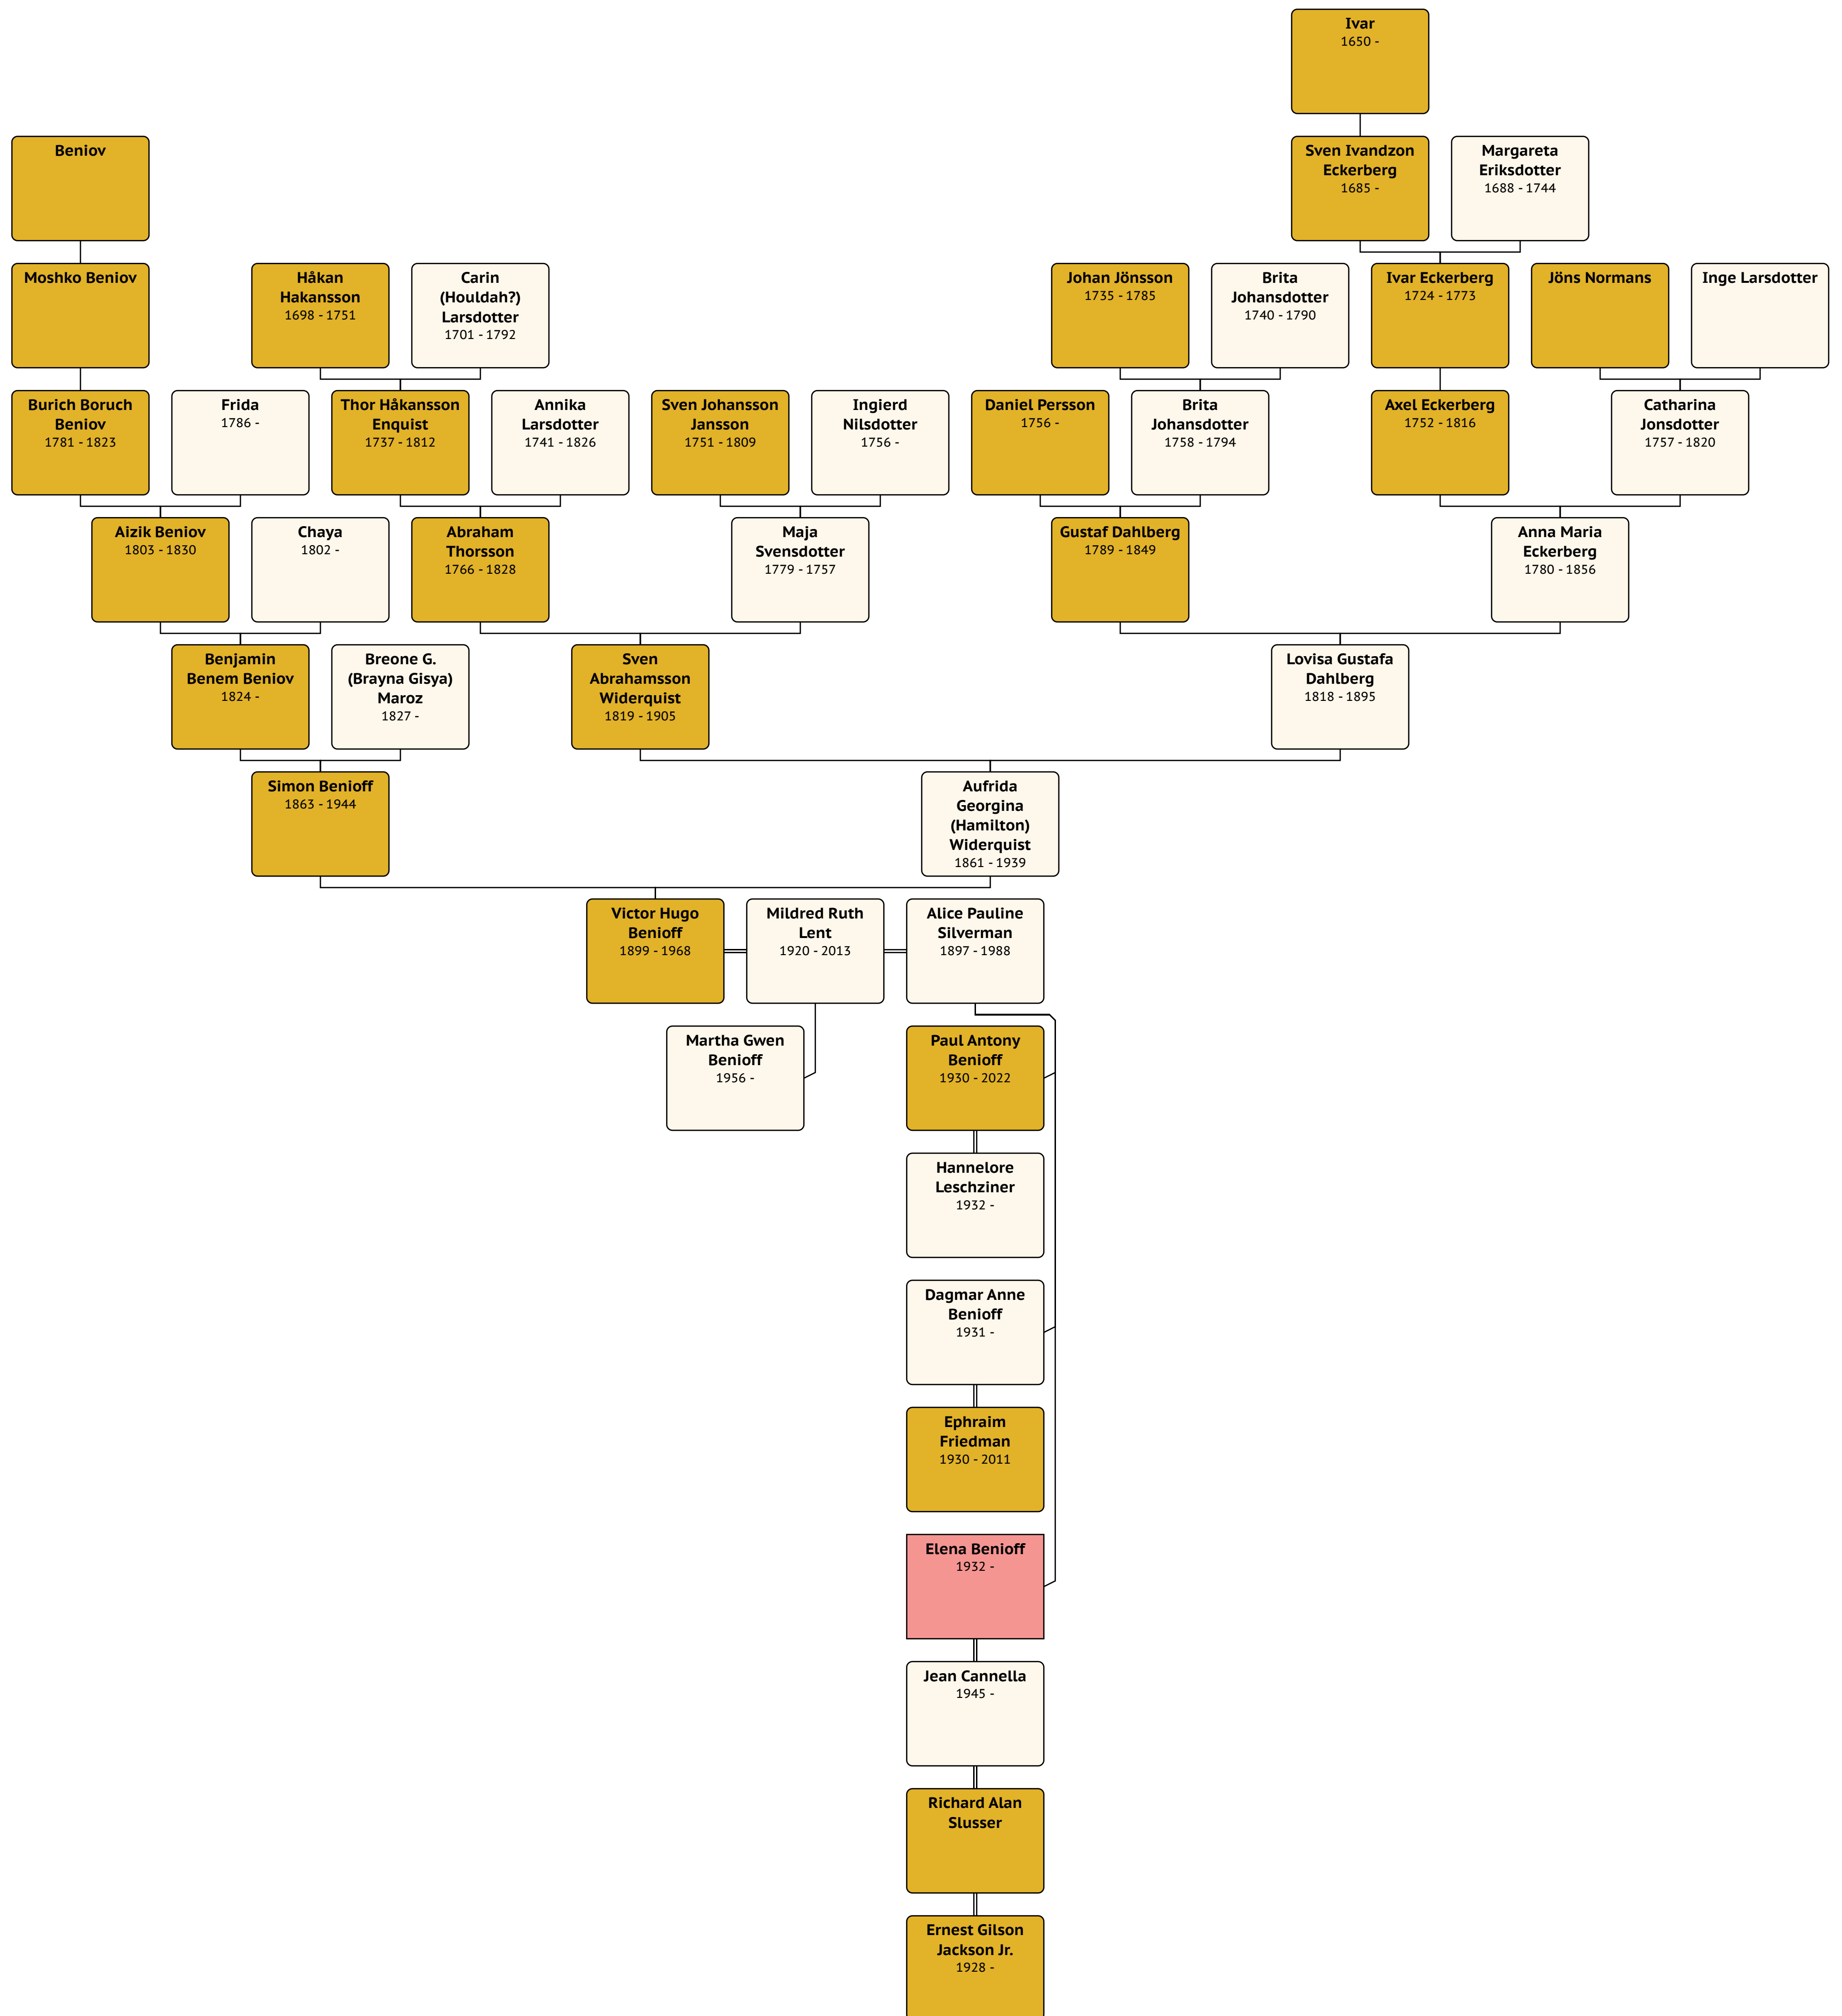 Ivar
1650 -
Beniov
Sven Ivandzon
Eckerberg
1685 -
Margareta
Eriksdotter
1688 - 1744
Moshko Beniov
Håkan
Hakansson
1698 - 1751
Carin
(Houldah?)
Larsdotter
1701 - 1792
Johan Jönsson
1735 - 1785
Brita
Johansdotter
1740 - 1790
Ivar Eckerberg
1724 - 1773
Jöns Normans
Inge Larsdotter
Burich Boruch
Beniov
1781 - 1823
Frida
1786 -
Thor Håkansson
Enquist
1737 - 1812
Annika
Larsdotter
1741 - 1826
Sven Johansson
Jansson
1751 - 1809
Ingierd
Nilsdotter
1756 -
Daniel Persson
1756 -
Brita
Johansdotter
1758 - 1794
Axel Eckerberg
1752 - 1816
Catharina
Jonsdotter
1757 - 1820
Aizik Beniov
1803 - 1830
Chaya
1802 -
Abraham
Thorsson
1766 - 1828
Maja
Svensdotter
1779 - 1757
Gustaf Dahlberg
1789 - 1849
Anna Maria
Eckerberg
1780 - 1856
Benjamin
Benem Beniov
1824 -
Breone G.
(Brayna Gisya)
Maroz
1827 -
Sven
Abrahamsson
Widerquist
1819 - 1905
Lovisa Gustafa
Dahlberg
1818 - 1895
Simon Benioff
1863 - 1944
Aufrida
Georgina
(Hamilton)
Widerquist
1861 - 1939
Victor Hugo
Benioff
1899 - 1968
Mildred Ruth
Lent
1920 - 2013
Alice Pauline
Silverman
1897 - 1988
Martha Gwen
Benioff
1956 -
Paul Antony
Benioff
1930 - 2022
Hannelore
Leschziner
1932 -
Dagmar Anne
Benioff
1931 -
Ephraim
Friedman
1930 - 2011
Elena Benioff
1932 -
Jean Cannella
1945 -
Richard Alan
Slusser
Ernest Gilson
Jackson Jr.
1928 -